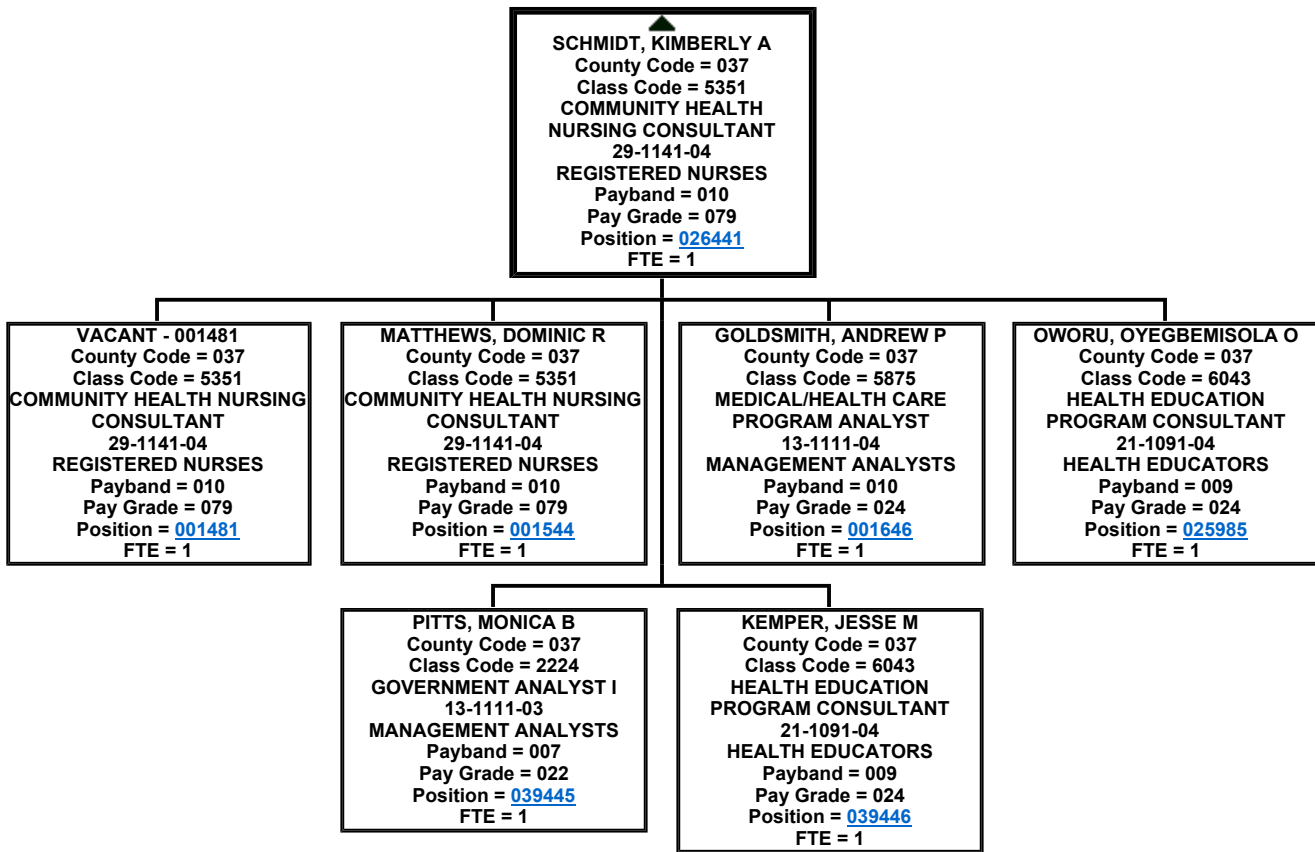 SCHMIDT, KIMBERLY A
County Code = 037
Class Code = 5351
COMMUNITY HEALTH
NURSING CONSULTANT
29-1141-04
REGISTERED NURSES
Payband = 010
Pay Grade = 079
Position = 026441
FTE = 1
VACANT - 001481
County Code = 037
Class Code = 5351
COMMUNITY HEALTH NURSING
CONSULTANT
29-1141-04
REGISTERED NURSES
Payband = 010
Pay Grade = 079
Position = 001481
FTE = 1
MATTHEWS, DOMINIC R
County Code = 037
Class Code = 5351
COMMUNITY HEALTH NURSING
CONSULTANT
29-1141-04
REGISTERED NURSES
Payband = 010
Pay Grade = 079
Position = 001544
FTE = 1
GOLDSMITH, ANDREW P
County Code = 037
Class Code = 5875
MEDICAL/HEALTH CARE
PROGRAM ANALYST
13-1111-04
MANAGEMENT ANALYSTS
Payband = 010
Pay Grade = 024
Position = 001646
FTE = 1
OWORU, OYEGBEMISOLA O
County Code = 037
Class Code = 6043
HEALTH EDUCATION
PROGRAM CONSULTANT
21-1091-04
HEALTH EDUCATORS
Payband = 009
Pay Grade = 024
Position = 025985
FTE = 1
PITTS, MONICA B
County Code = 037
Class Code = 2224
GOVERNMENT ANALYST I
13-1111-03
MANAGEMENT ANALYSTS
Payband = 007
Pay Grade = 022
Position = 039445
FTE = 1
KEMPER, JESSE M
County Code = 037
Class Code = 6043
HEALTH EDUCATION
PROGRAM CONSULTANT
21-1091-04
HEALTH EDUCATORS
Payband = 009
Pay Grade = 024
Position = 039446
FTE = 1